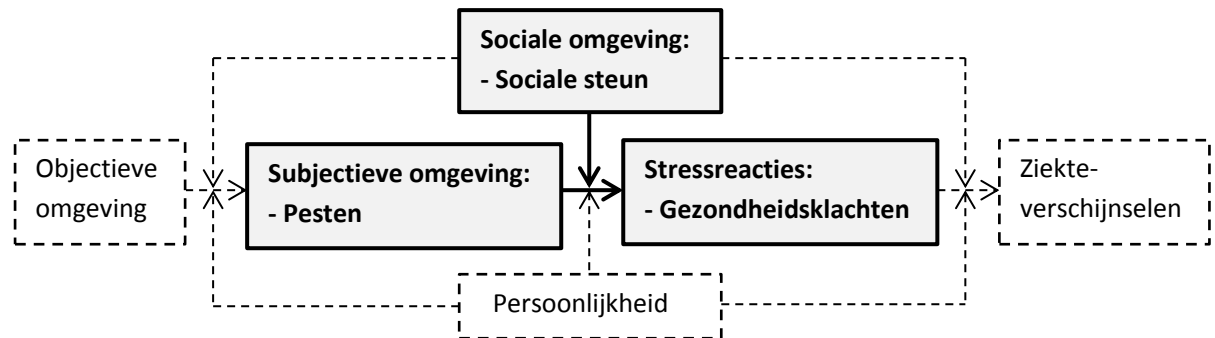 Sociale omgeving:
- Sociale steun
Objectieve
omgeving
Subjectieve omgeving:
- Pesten
Stressreacties:
- Gezondheidsklachten
Ziekte-
verschijnselen
Persoonlijkheid